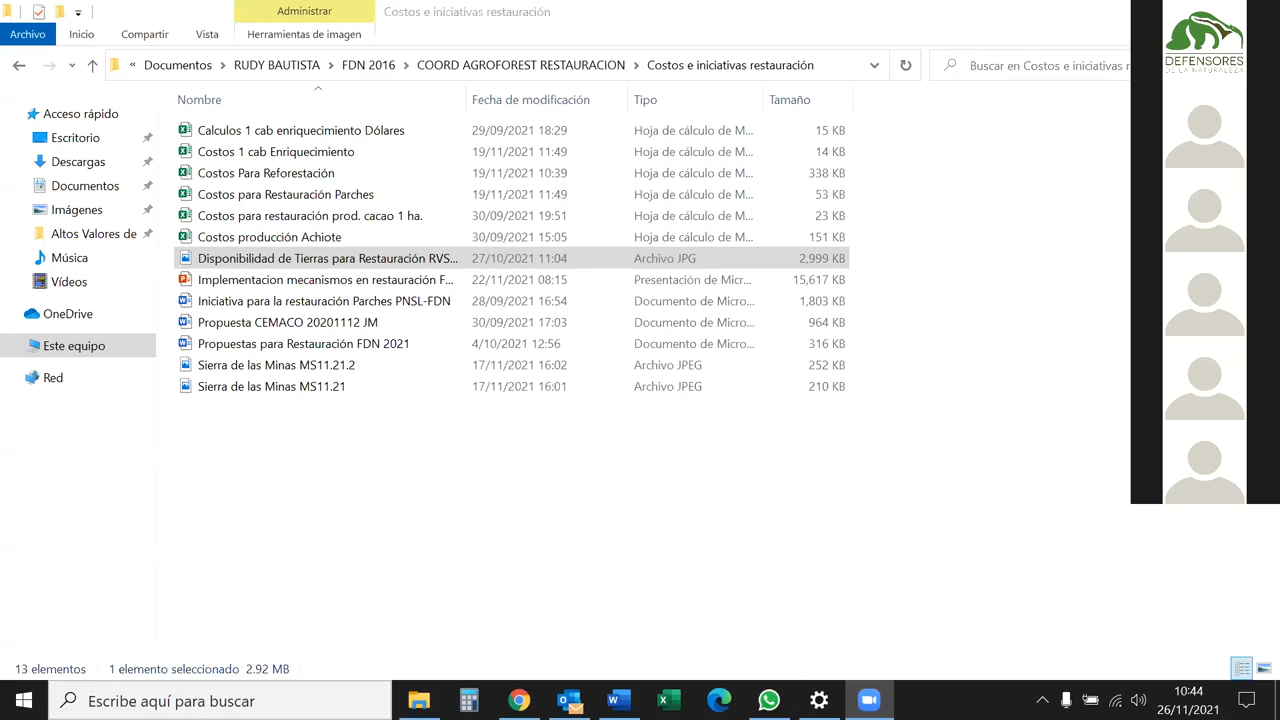 Administrar
Costos e iniciativas restauración
Archivo
Inicio
Compartir
Vista
Herramientas de imagen
« Documentos › RUDY BAUTISTA › FDN 2016 › COORD AGROFOREST RESTAURACION › Costos e iniciativas restauración
Buscar en Costos e iniciativas r
Acceso rápido
Escritorio
Descargas
Documentos
Imágenes
Altos Valores de
Música
Vídeos
OneDrive
Este equipo
Red
Nombre Fecha de modificación Tipo Tamaño
Calculos 1 cab enriquecimiento Dólares 29/09/2021 18:29 Hoja de cálculo de M... 15 KB
Costos 1 cab Enriquecimiento 19/11/2021 11:49 Hoja de cálculo de M... 14 KB
Costos Para Reforestación 19/11/2021 10:39 Hoja de cálculo de M... 338 KB
Costos para Restauración Parches 19/11/2021 11:49 Hoja de cálculo de M... 53 KB
Costos para restauración prod. cacao 1 ha. 30/09/2021 19:51 Hoja de cálculo de M... 23 KB
Costos producción Achiote 30/09/2021 15:05 Hoja de cálculo de M... 151 KB
Disponibilidad de Tierras para Restauración RVS... 27/10/2021 11:04 Archivo JPG 2,999 KB
Implementacion mecanismos en restauración F... 22/11/2021 08:15 Presentación de Micr... 15,617 KB
Iniciativa para la restauración Parches PNSL-FDN 28/09/2021 16:54 Documento de Micro... 1,803 KB
Propuesta CEMACO 20201112 JM 30/09/2021 17:03 Documento de Micro... 964 KB
Propuestas para Restauración FDN 2021 4/10/2021 12:56 Documento de Micro... 316 KB
Sierra de las Minas MS11.21.2 17/11/2021 16:02 Archivo JPEG 252 KB
Sierra de las Minas MS11.21 17/11/2021 16:01 Archivo JPEG 210 KB
DEFENSORES
DE LA NATURALEZA
13 elementos 1 elemento seleccionado 2.92 MB
Escribe aquí para buscar
10:44
26/11/2021